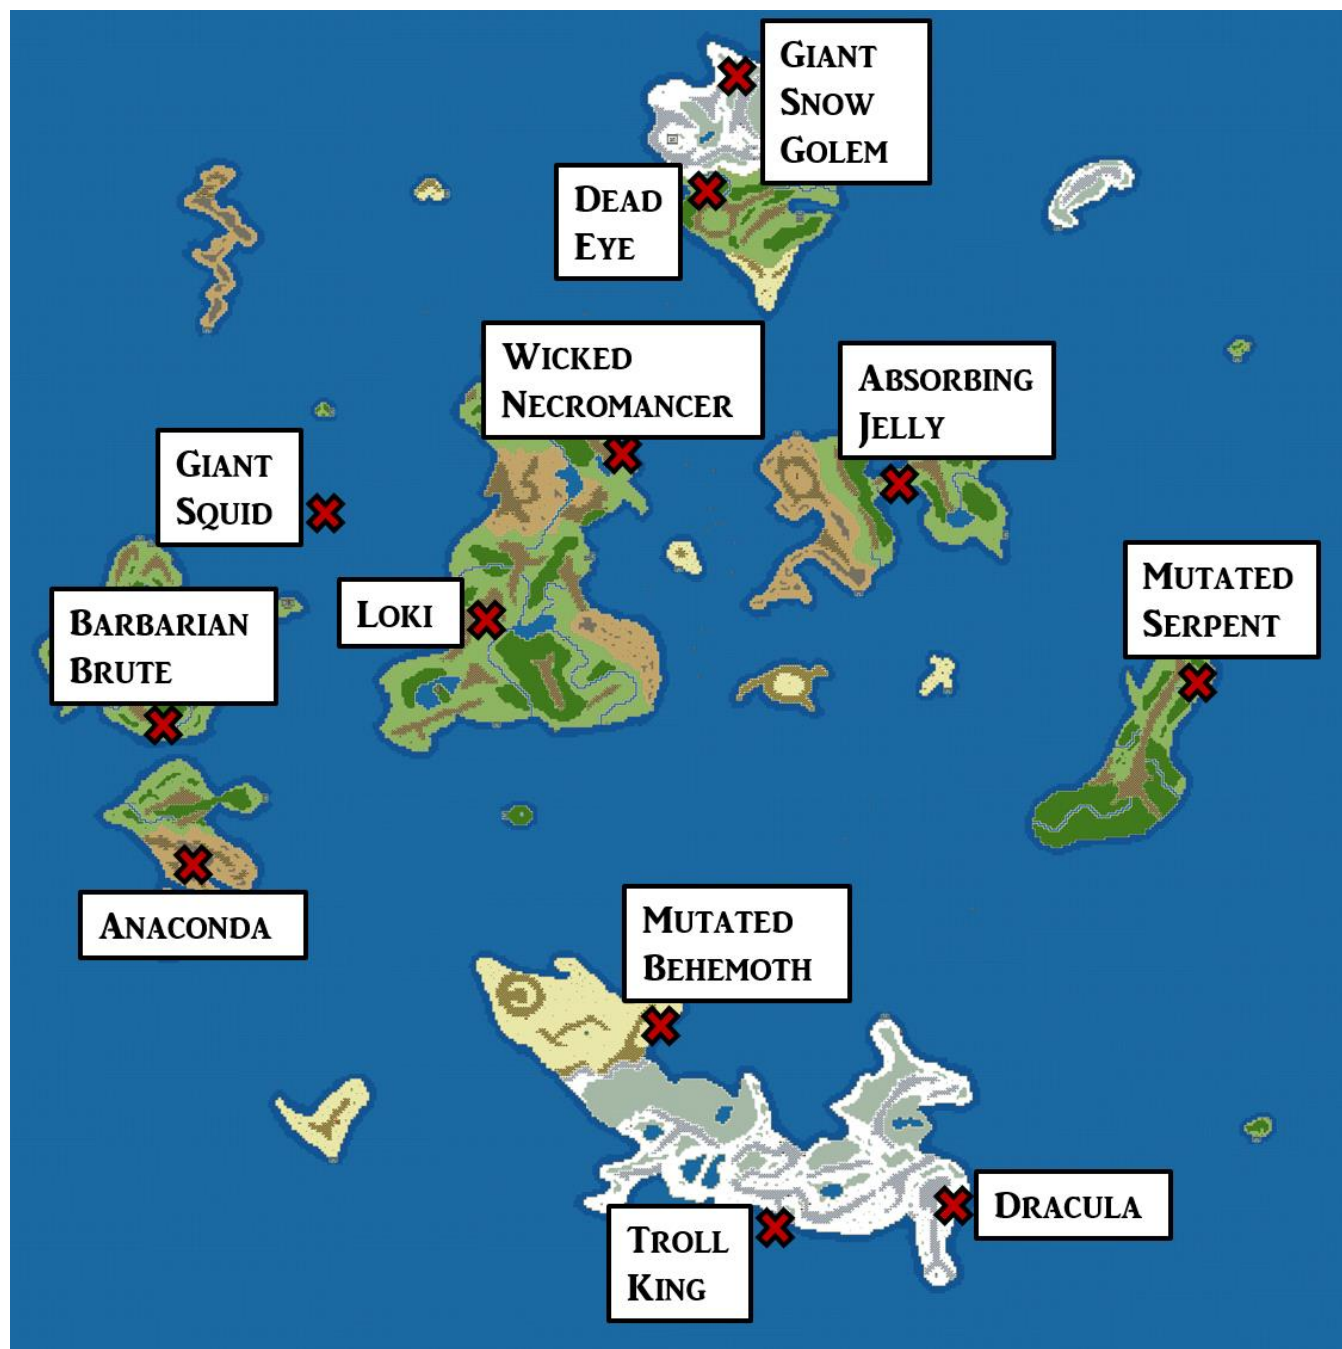 GIANT
SNOW
GOLEM
DEAD
EYE
WICKED
NECROMANCER
ABSORBING
JELLY
GIANT
SQUID
MUTATED
SERPENT
LOKI
BARBARIAN
BRUTE
MUTATED
BEHEMOTH
ANACONDA
DRACULA
TROLL
KING